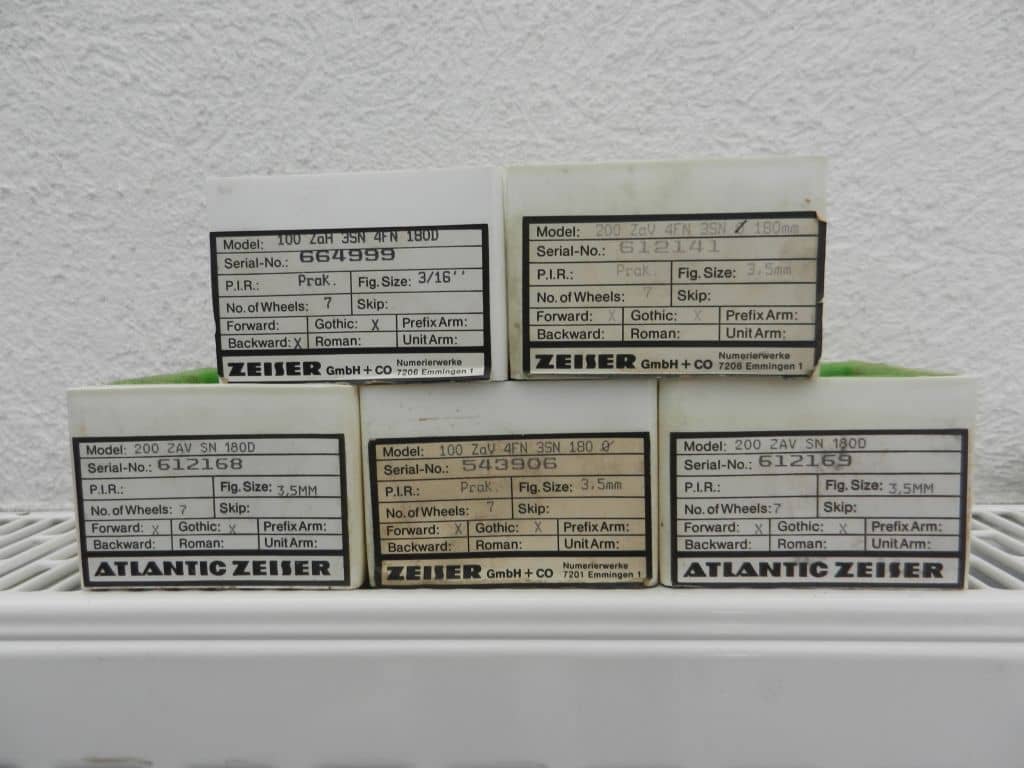 Model: 100 ZaH 3SN 4FN 180D
Serial-No.: 664999
P.I.R.: PraK. Fig. Size: 3/16''
No. of Wheels: 7 Skip:
Forward: Gothic: X Prefix Arm:
Backward: X Roman: Unit Arm:
ZEISER GmbH + CO Numerierwerke
7206 Emmingen 1
Model: 200 ZaV 4FN 3SN Ø 180mm
Serial-No.: 612141
P.I.R.: PraK. Fig. Size: 3,5mm
No. of Wheels: 7 Skip:
Forward: X Gothic: X Prefix Arm:
Backward: Roman: Unit Arm:
ZEISER GmbH + CO Numerierwerke
7206 Emmingen 1
Model: 200 ZAV SN 180D
Serial-No.: 612168
P.I.R.: Fig. Size: 3,5MM
No. of Wheels: 7 Skip:
Forward: X Gothic: X Prefix Arm:
Backward: Roman: Unit Arm:
ATLANTIC ZEISER
Model: 100 ZaV 4FN 3SN 180 Ø
Serial-No.: 543906
P.I.R.: PraK. Fig. Size: 3.5mm
No. of Wheels: 7 Skip:
Forward: X Gothic: X Prefix Arm:
Backward: Roman: Unit Arm:
ZEISER GmbH + CO Numerierwerke
7201 Emmingen 1
Model: 200 ZAV SN 180D
Serial-No.: 612169
P.I.R.: Fig. Size: 3,5MM
No. of Wheels: 7 Skip:
Forward: X Gothic: X Prefix Arm:
Backward: Roman: Unit Arm:
ATLANTIC ZEISER